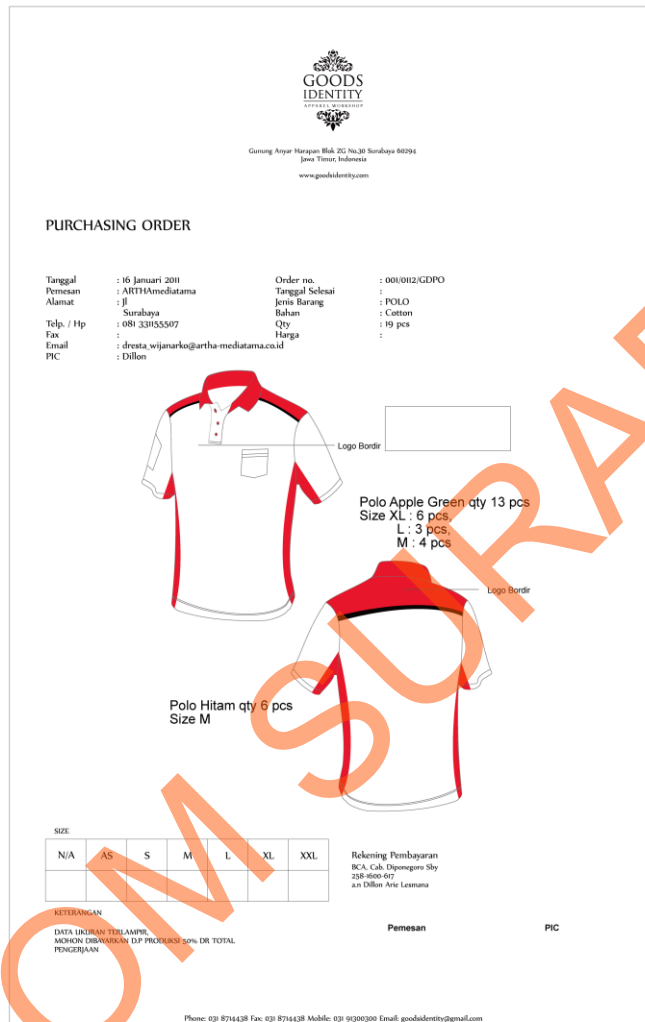 GOODS
IDENTITY
APPAREL WORKSHOP
Gunung Anyar Harapan Blok ZG No.30 Surabaya 60294
Jawa Timur, Indonesia
www.goodsidentity.com
PURCHASING ORDER
Tanggal : 16 Januari 2011
Pemesan : ARTHAmediatama
Alamat : Jl
Surabaya
Telp. / Hp : 081 331155507
Fax :
Email : dresta_wijanarko@artha-mediatama.co.id
PIC : Dillon
Order no. : 001/0112/GDPO
Tanggal Selesai :
Jenis Barang : POLO
Bahan : Cotton
Qty : 19 pcs
Harga :
Logo Bordir
Polo Apple Green qty 13 pcs
Size XL : 6 pcs,
L : 3 pcs,
M : 4 pcs
Logo Bordir
Polo Hitam qty 6 pcs
Size M
SIZE
N/A AS S M L XL XXL
Rekening Pembayaran
BCA, Cab. Diponegoro Sby
258-1600-617
a.n Dillon Arie Lesmana
KETERANGAN
DATA UKURAN TERLAMPIR,
MOHON DIBAYARKAN D.P PRODUKSI 50% DR TOTAL
PENGERJAAN
Pemesan PIC
Phone: 031 8714438 Fax: 031 8714438 Mobile: 031 91300300 Email: goodsidentity@gmail.com
OM SURA